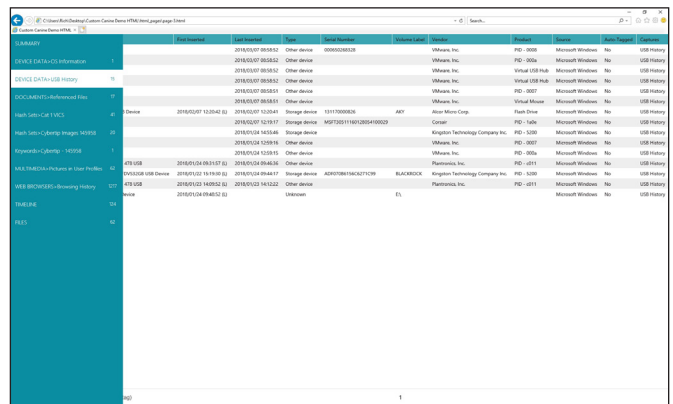 C:\Users\Rich\Desktop\Custom Canine Demo HTML\html_pages\page-3.html
Search...
Custom Canine Demo HTML
SUMMARY
DEVICE DATA>OS Information 1
DEVICE DATA>USB History 15
DOCUMENTS>Referenced Files 17
Hash Sets>Cat 1 VICS 41
Hash Sets>Cybertip Images 145958 20
Keywords>Cybertip - 145958 1
MULTIMEDIA>Pictures in User Profiles 62
WEB BROWSERS>Browsing History 1217
TIMELINE 124
FILES 62
First Inserted Last Inserted Type Serial Number Volume Label Vendor Product Source Auto-Tagged Captures
2018/03/07 08:58:52 Other device 000650268328 VMware, Inc. PID - 0008 Microsoft Windows No USB History
2018/03/07 08:58:52 Other device VMware, Inc. PID - 000a Microsoft Windows No USB History
2018/03/07 08:58:52 Other device VMware, Inc. Virtual USB Hub Microsoft Windows No USB History
2018/03/07 08:58:52 Other device VMware, Inc. Virtual USB Hub Microsoft Windows No USB History
2018/03/07 08:58:51 Other device VMware, Inc. PID - 0007 Microsoft Windows No USB History
2018/03/07 08:58:51 Other device VMware, Inc. Virtual Mouse Microsoft Windows No USB History
Device 2018/02/07 12:20:42 (L) 2018/02/07 12:20:41 Storage device 131170000826 AKY Alcor Micro Corp. Flash Drive Microsoft Windows No USB History
2018/02/07 12:19:17 Storage device Corsair PID - 1a0e Microsoft Windows No USB History
2018/01/24 14:55:46 Storage device Kingston Technology Company Inc. PID - 5200 Microsoft Windows No USB History
2018/01/24 12:59:16 Other device VMware, Inc. PID - 0007 Microsoft Windows No USB History
2018/01/24 12:59:15 Other device VMware, Inc. PID - 000a Microsoft Windows No USB History
478 USB 2018/01/24 09:31:57 (L) 2018/01/24 09:46:36 Other device Plantronics, Inc. PID - c011 Microsoft Windows No USB History
USB Device 2018/01/22 16:19:30 (L) 2018/01/24 09:44:17 Storage device BLACKROCK Kingston Technology Company Inc. PID - 5200 Microsoft Windows No USB History
478 USB 2018/01/23 14:09:52 (L) 2018/01/23 14:12:22 Other device Plantronics, Inc. PID - c011 Microsoft Windows No USB History
evice 2018/01/24 09:48:52 (L) Unknown E:\ Microsoft Windows No USB History
ag)
1